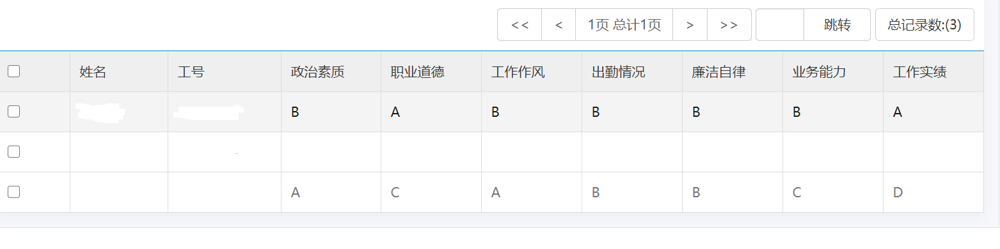 << < 1页 总计1页 > >> 跳转 总记录数:(3)
姓名 工号 政治素质 职业道德 工作作风 出勤情况 廉洁自律 业务能力 工作实绩
B A B B B B A
A C A B B C D